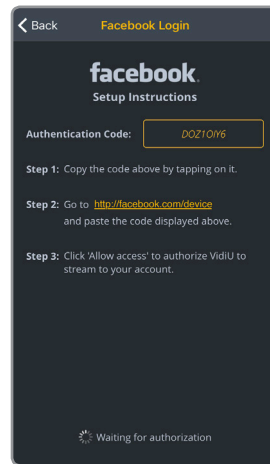 Back Facebook Login
facebook.
Setup Instructions
Authentication Code: DOZ1OIY6
Step 1: Copy the code above by tapping on it.
Step 2: Go to http://facebook.com/device
and paste the code displayed above.
Step 3: Click 'Allow access' to authorize VidiU to
stream to your account.
Waiting for authorization